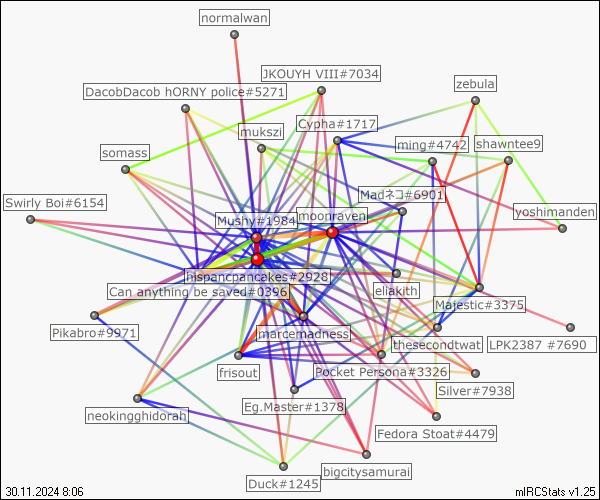 normalwan
JKOUYH VIII#7034
zebula
DacobDacob hORNY police#5271
Cypha#1717
mukszi
ming#4742
shawntee9
somass
Madネコ#6901
Swirly Boi#6154
Mushy#1984
moonraven
yoshimanden
hispancpancakes#2928
Can anything be saved#0396
eliakith
Majestic#3375
Pikabro#9971
marcemadness
thesecondtwat
LPK2387 #7690
frisout
Pocket Persona#3326
Silver#7938
neokingghidorah
Eg.Master#1378
Fedora Stoat#4479
bigcitysamurai
Duck#1245
30.11.2024 8:06
mIRCStats v1.25